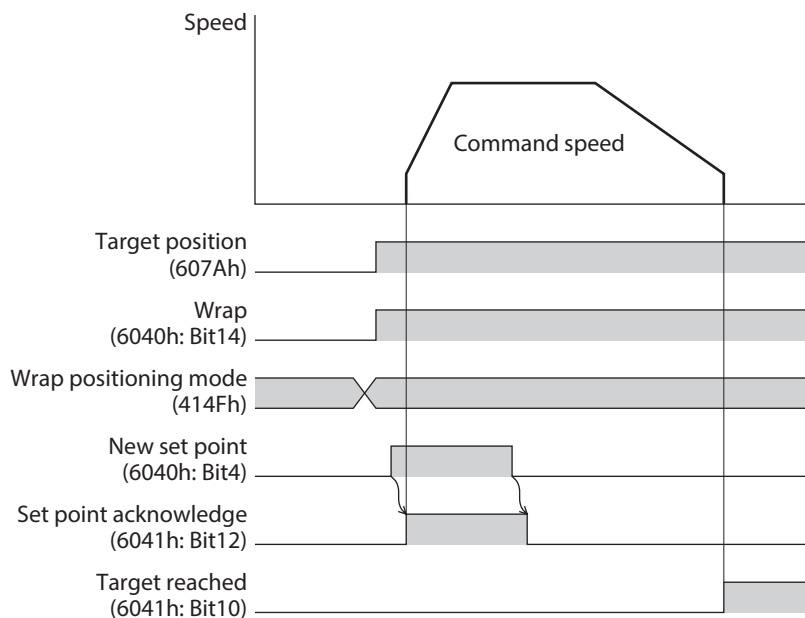 Speed
Command speed
Target position
(607Ah)
Wrap
(6040h: Bit14)
Wrap positioning mode
(414Fh)
New set point
(6040h: Bit4)
Set point acknowledge
(6041h: Bit12)
Target reached
(6041h: Bit10)